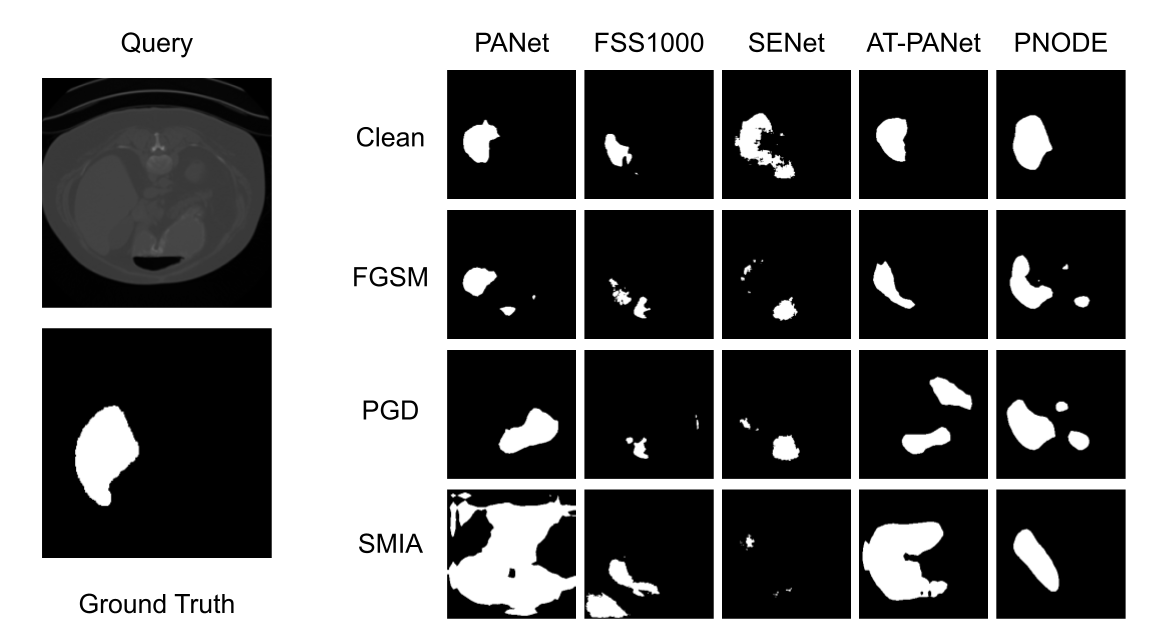 Query
PANet
FSS1000
SENet
AT-PANet
PNODE
Clean
FGSM
PGD
SMIA
Ground Truth